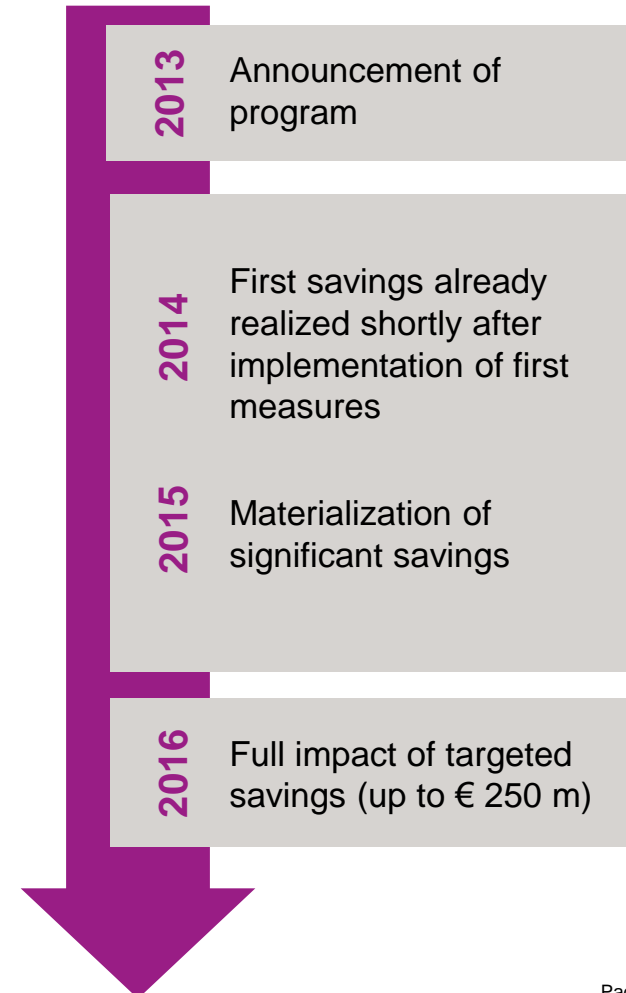 2013
Announcement of
program
2014
First savings already
realized shortly after
implementation of first
measures
2015
Materialization of
significant savings
2016
Full impact of targeted
savings (up to € 250 m)